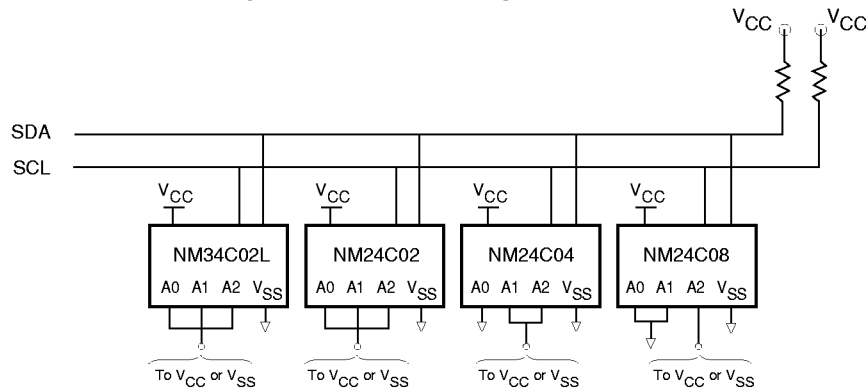 VCC VCC
SDA
SCL
VCC VCC VCC VCC
NM34C02L NM24C02 NM24C04 NM24C08
A0 A1 A2 VSS A0 A1 A2 VSS A0 A1 A2 VSS A0 A1 A2 VSS
To VCC or VSS To VCC or VSS To VCC or VSS To VCC or VSS